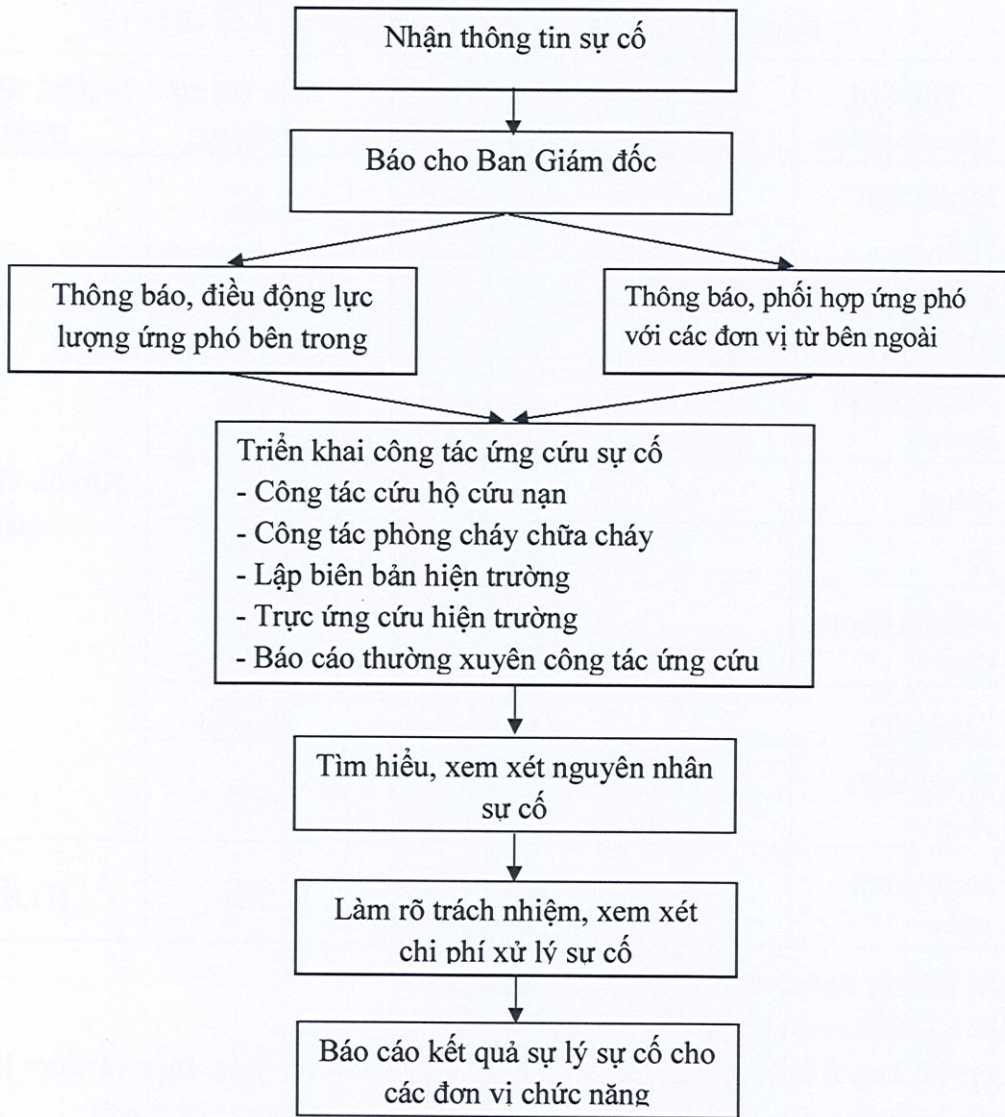 Nhận thông tin sự cố
Báo cho Ban Giám đốc
Thông báo, điều động lực
lượng ứng phó bên trong
Thông báo, phối hợp ứng phó
với các đơn vị từ bên ngoài
Triển khai công tác ứng cứu sự cố
- Công tác cứu hộ cứu nạn
- Công tác phòng cháy chữa cháy
- Lập biên bản hiện trường
- Trực ứng cứu hiện trường
- Báo cáo thường xuyên công tác ứng cứu
Tìm hiểu, xem xét nguyên nhân
sự cố
Làm rõ trách nhiệm, xem xét
chi phí xử lý sự cố
Báo cáo kết quả sự lý sự cố cho
các đơn vị chức năng